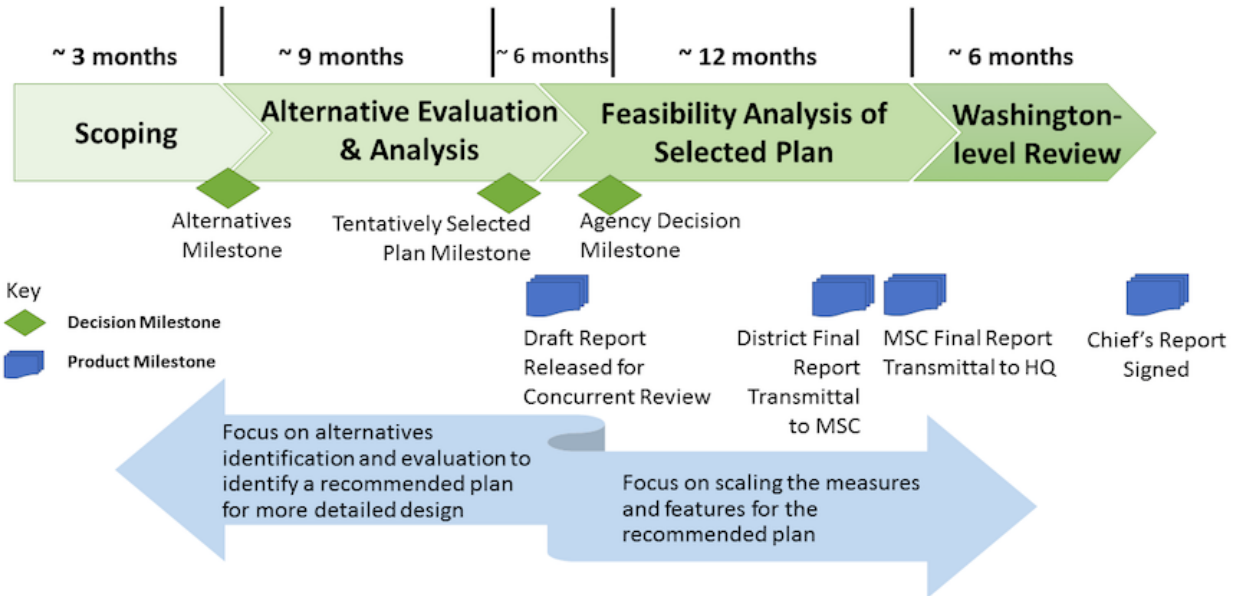 ~ 3 months
~ 9 months
~ 6 months
~ 12 months
~ 6 months
Scoping
Alternative Evaluation
& Analysis
Feasibility Analysis of
Selected Plan
Washington-
level Review
Alternatives
Milestone
Tentatively Selected
Plan Milestone
Agency Decision
Milestone
Key
Decision Milestone
Product Milestone
Draft Report
Released for
Concurrent Review
District Final
Report
Transmittal
to MSC
MSC Final Report
Transmittal to HQ
Chief's Report
Signed
Focus on alternatives
identification and evaluation to
identify a recommended plan
for more detailed design
Focus on scaling the measures
and features for the
recommended plan